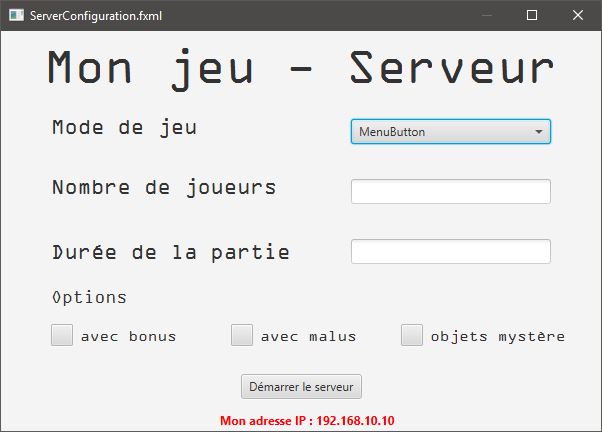 ServerConfiguration.fxml
Mon jeu - Serveur
Mode de jeu
MenuButton
Nombre de joueurs
Durée de la partie
Options
avec bonus
avec malus
objets mystère
Démarrer le serveur
Mon adresse IP : 192.168.10.10